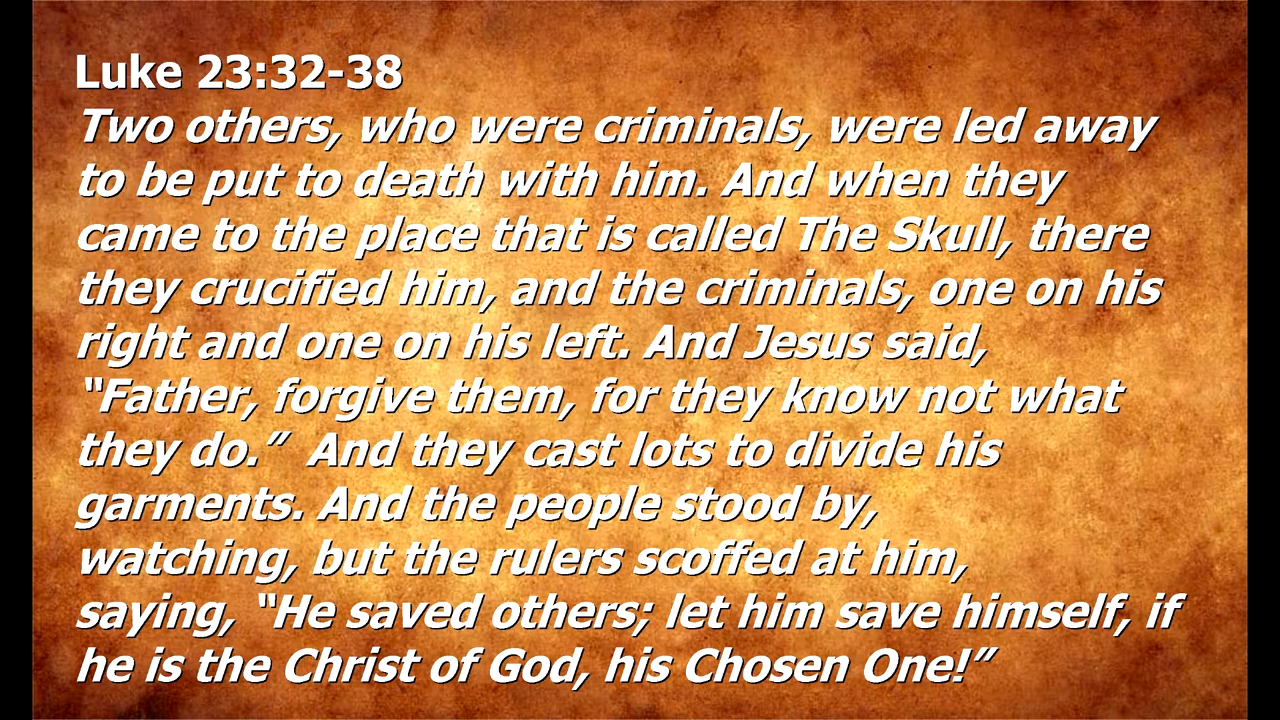 Luke 23:32-38
Two others, who were criminals, were led away
to be put to death with him. And when they
came to the place that is called The Skull, there
they crucified him, and the criminals, one on his
right and one on his left. And Jesus said,
“Father, forgive them, for they know not what
they do.”  And they cast lots to divide his
garments. And the people stood by,
watching, but the rulers scoffed at him,
saying, “He saved others; let him save himself, if
he is the Christ of God, his Chosen One!”